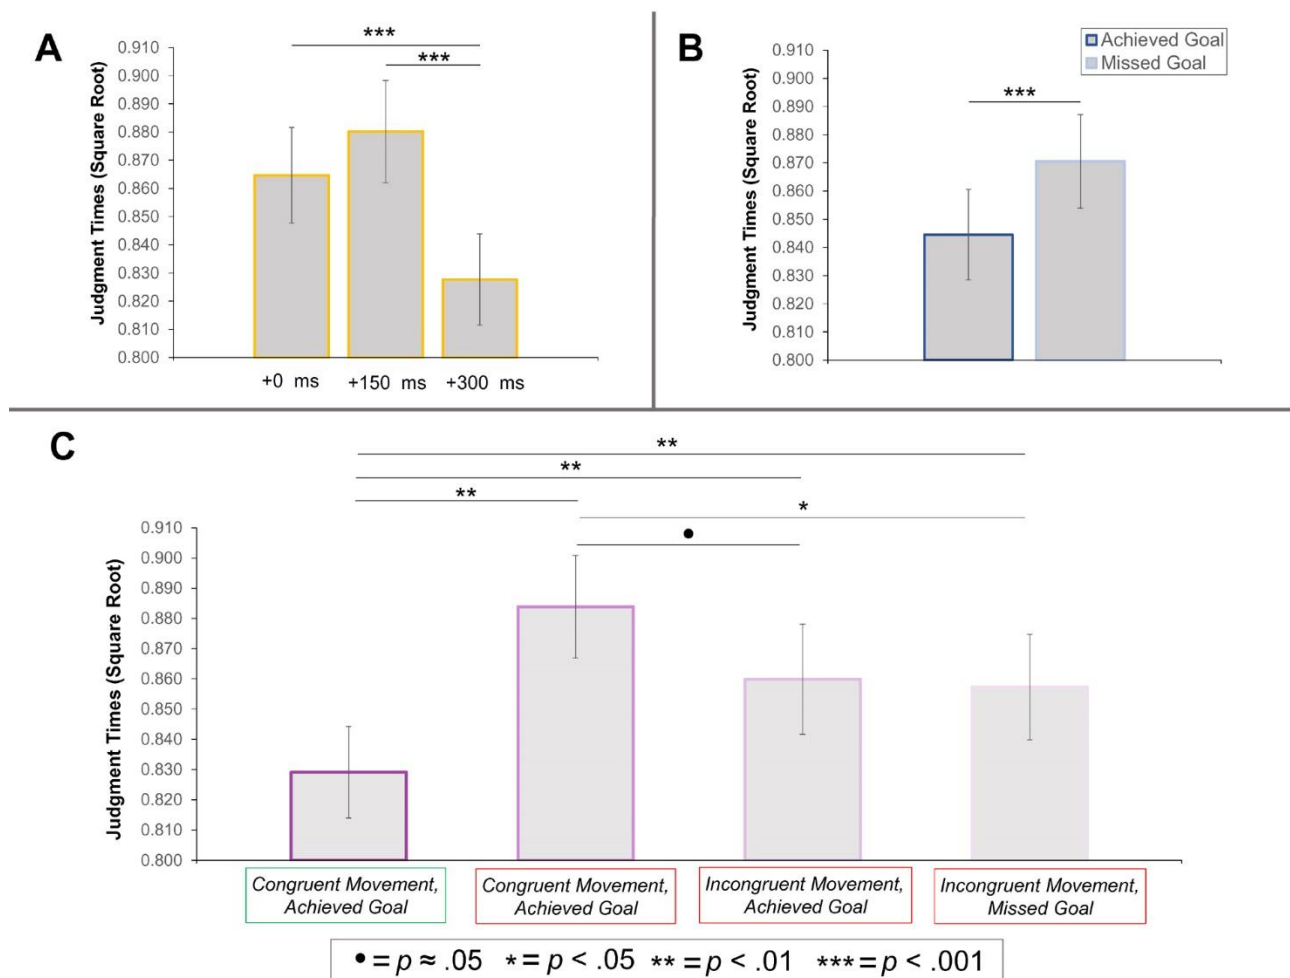 A
Judgment Times (Square Root)
0.910
0.900
0.890
0.880
0.870
0.860
0.850
0.840
0.830
0.820
0.810
0.800
***
***
+0 ms +150 ms +300 ms
B
Judgment Times (Square Root)
0.910
0.900
0.890
0.880
0.870
0.860
0.850
0.840
0.830
0.820
0.810
0.800
Achieved Goal
Missed Goal
***
C
**
**
**
*
•
Judgment Times (Square Root)
0.910
0.900
0.890
0.880
0.870
0.860
0.850
0.840
0.830
0.820
0.810
0.800
Congruent Movement,
Achieved Goal
Congruent Movement,
Achieved Goal
Incongruent Movement,
Achieved Goal
Incongruent Movement,
Missed Goal
• = p ≈ .05 * = p < .05 ** = p < .01 *** = p < .001